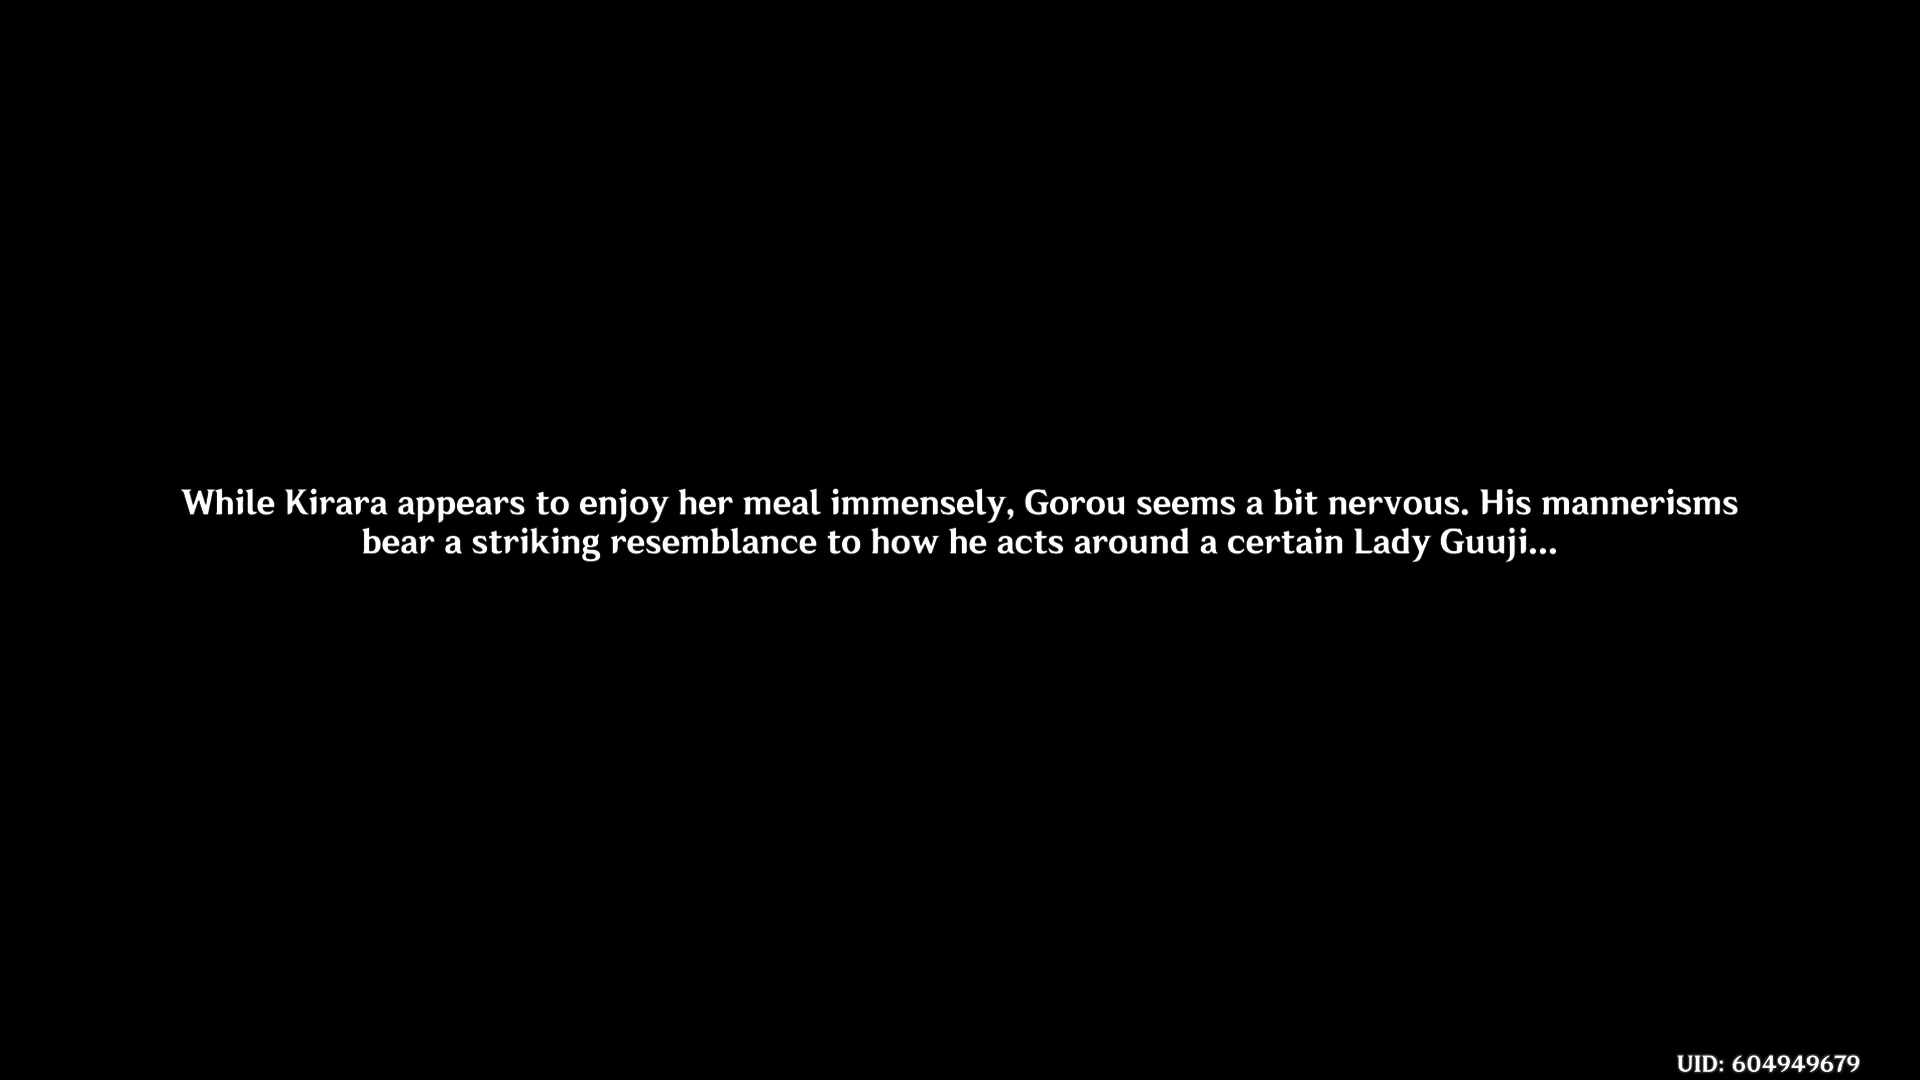 While Kirara appears to enjoy her meal immensely, Gorou seems a bit nervous. His mannerisms
bear a striking resemblance to how he acts around a certain Lady Guuji...
UID: 604949679